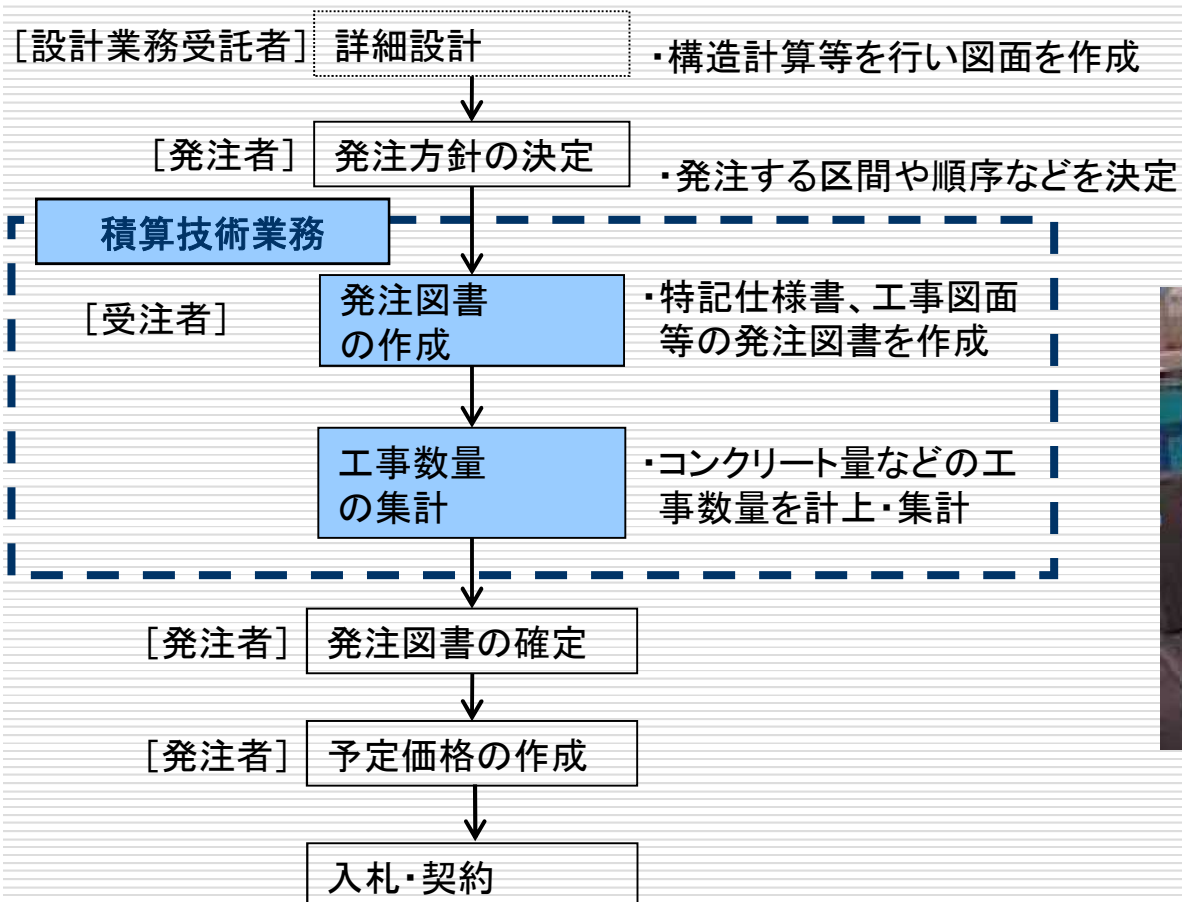 [設計業務受託者] 詳細設計
・構造計算等を行い図面を作成
[発注者] 発注方針の決定
・発注する区間や順序などを決定
積算技術業務
[受注者]
発注図書
の作成
・特記仕様書、工事図面
等の発注図書を作成
工事数量
の集計
・コンクリート量などの工
事数量を計上・集計
[発注者] 発注図書の確定
[発注者] 予定価格の作成
入札・契約